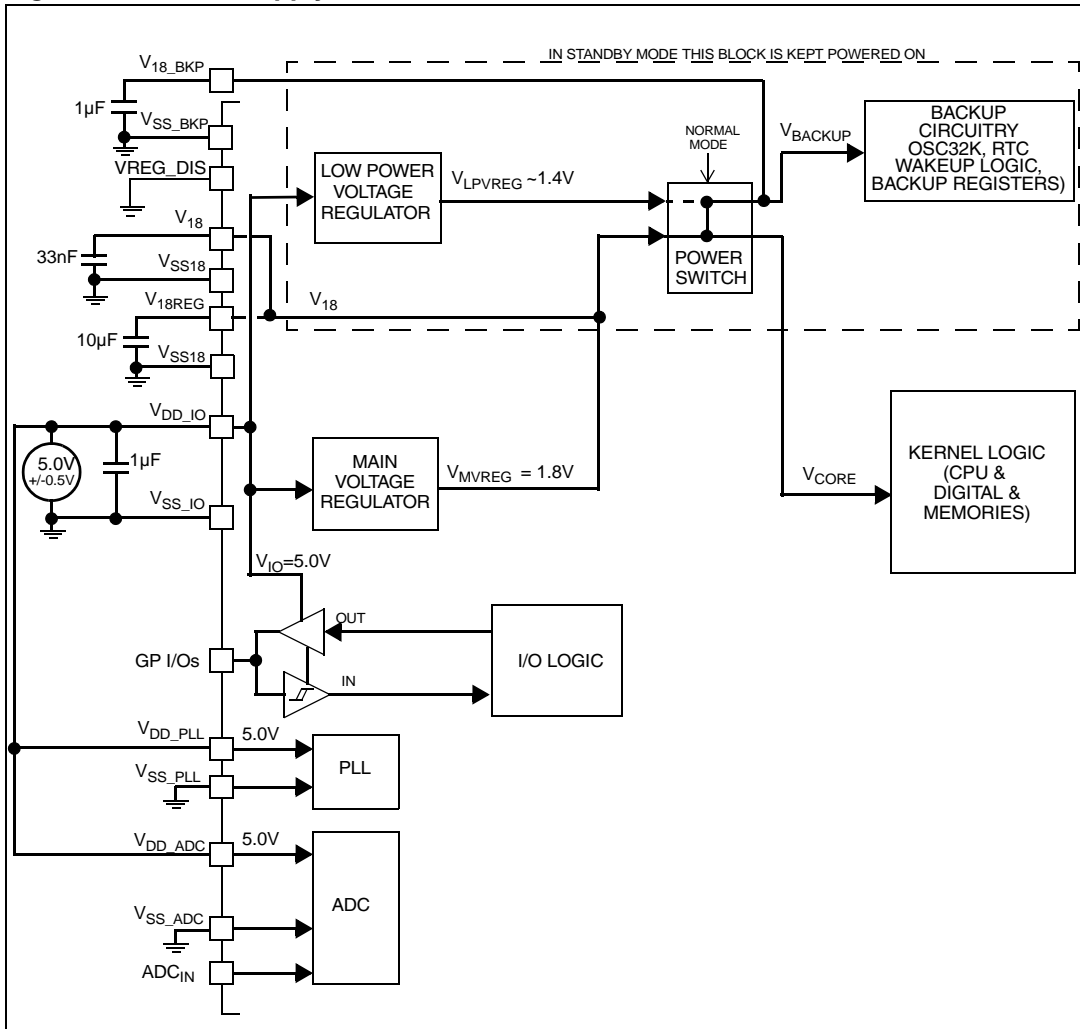 IN STANDBY MODE THIS BLOCK IS KEPT POWERED ON
V18_BKP
1µF
VSS_BKP
VREG_DIS
V18
33nF
VSS18
V18REG
10µF
VSS18
LOW POWER
VOLTAGE
REGULATOR
VLPVREG ~1.4V
NORMAL
MODE
POWER
SWITCH
VBACKUP
BACKUP
CIRCUITRY
OSC32K, RTC
WAKEUP LOGIC,
BACKUP REGISTERS)
V18
VDD_IO
5.0V
+/-0.5V
1µF
VSS_IO
MAIN
VOLTAGE
REGULATOR
VMVREG = 1.8V
VCORE
KERNEL LOGIC
(CPU &
DIGITAL &
MEMORIES)
VIO=5.0V
OUT
GP I/Os
IN
I/O LOGIC
VDD_PLL
5.0V
VSS_PLL
PLL
VDD_ADC
5.0V
VSS_ADC
ADC
ADCIN